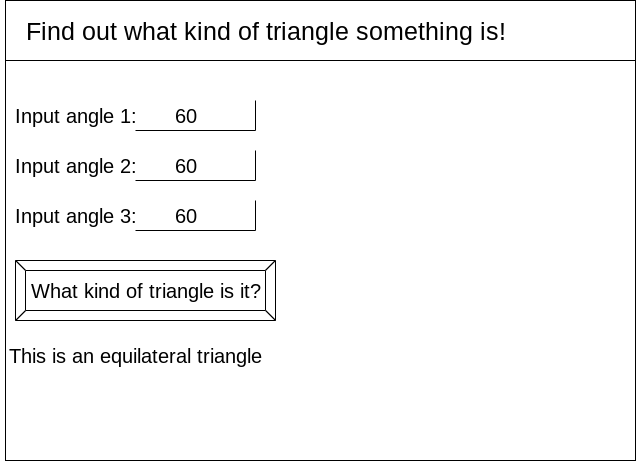 Find out what kind of triangle something is!
Input angle 1: 60
Input angle 2: 60
Input angle 3: 60
What kind of triangle is it?
This is an equilateral triangle